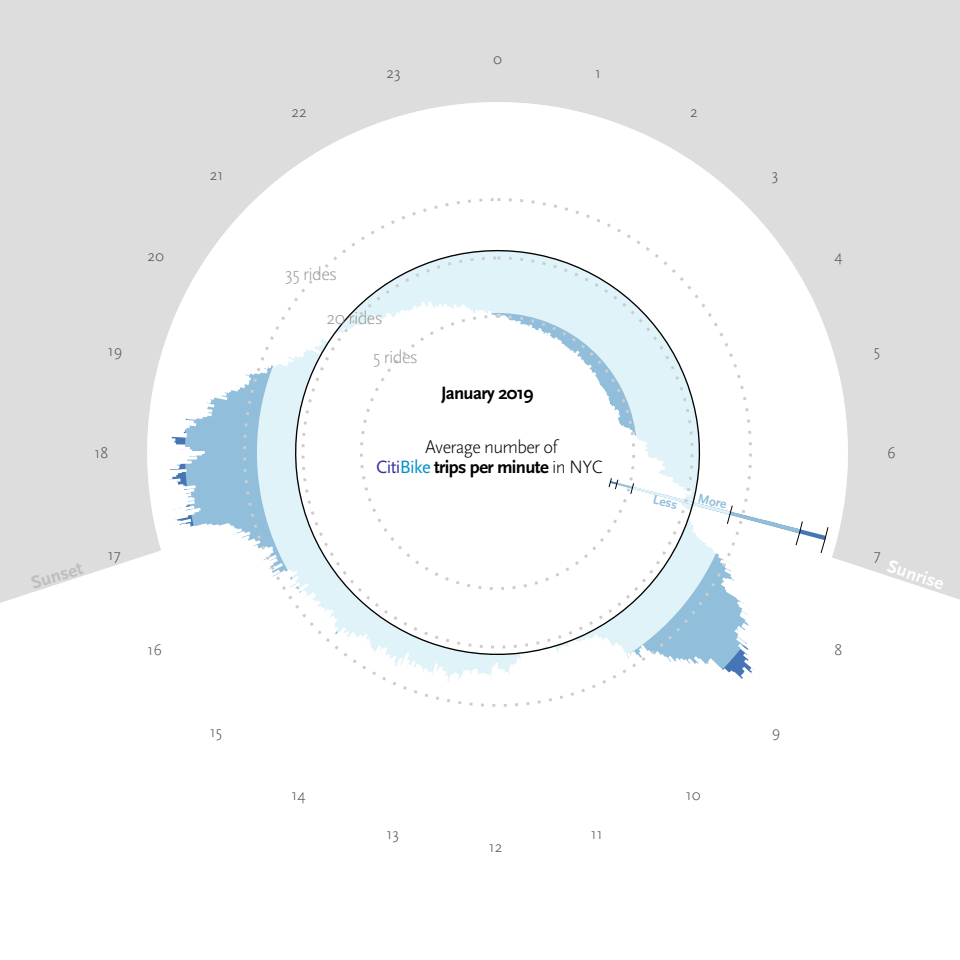 0
23
1
22
2
21
3
20
4
35 rides
20 rides
19
5
5 rides
January 2019
18
Average number of
6
CitiBike trips per minute in NYC
Less
More
17
7
Sunset
Sunrise
16
8
15
9
14
10
13
11
12